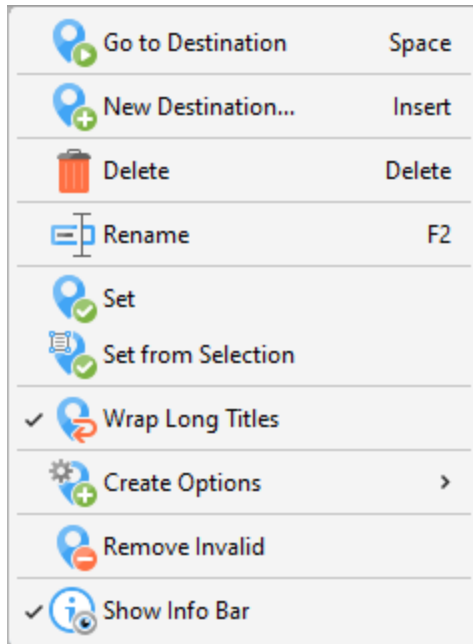 Go to Destination Space
New Destination... Insert
Delete Delete
Rename F2
Set
Set from Selection
Wrap Long Titles
Create Options
Remove Invalid
Show Info Bar